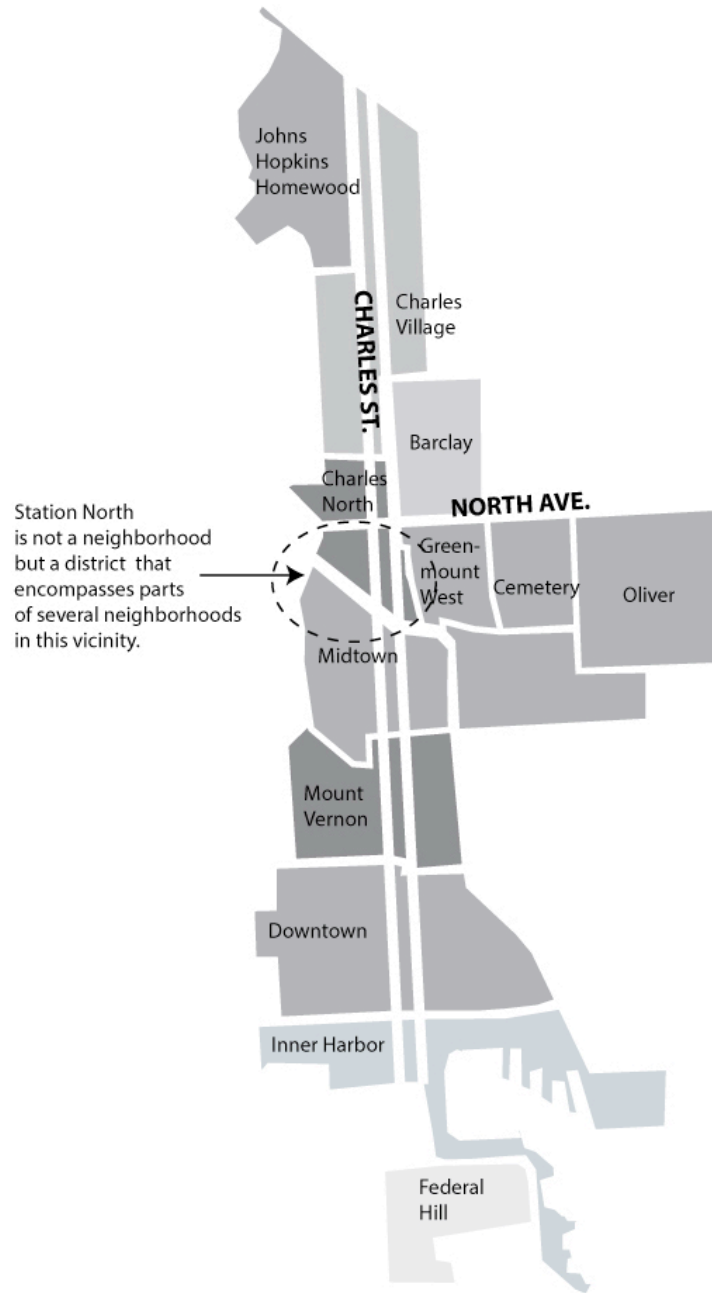 Johns
Hopkins
Homewood
Charles
Village
CHARLES ST.
Barclay
Charles
North
NORTH AVE.
Station North
is not a neighborhood
but a district that
encompasses parts
of several neighborhoods
in this vicinity.
Green-
mount
West
Cemetery
Oliver
Midtown
Mount
Vernon
Downtown
Inner Harbor
Federal
Hill